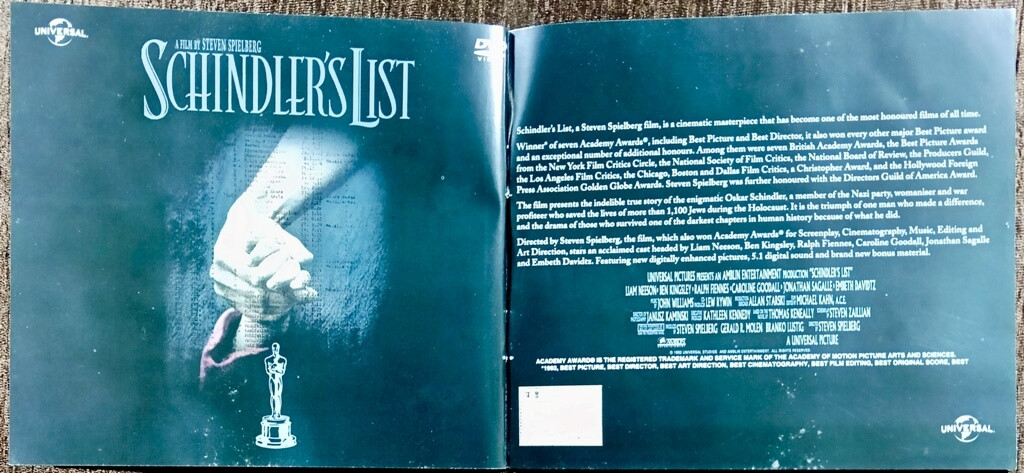 UNIVERSAL
A FILM BY STEVEN SPIELBERG
SCHINDLER'S LIST
Schindler's List, a Steven Spielberg film, is a cinematic masterpiece that has become one of the most honoured films of all time.
Winner* of seven Academy Awards®, including Best Picture and Best Director, it also won every other major Best Picture award
and an exceptional number of additional honours. Among them were seven British Academy Awards, the Best Picture Awards
from the New York Film Critics Circle, the National Society of Film Critics, the National Board of Review, the Producers Guild,
the Los Angeles Film Critics, the Chicago, Boston and Dallas Film Critics, a Christopher Award, and the Hollywood Foreign
Press Association Golden Globe Awards. Steven Spielberg was further honoured with the Directors Guild of America Award.
The film presents the indelible true story of the enigmatic Oskar Schindler, a member of the Nazi party, womaniser and war
profiteer who saved the lives of more than 1,100 Jews during the Holocaust. It is the triumph of one man who made a difference,
and the drama of those who survived one of the darkest chapters in human history because of what he did.
Directed by Steven Spielberg, the film, which also won Academy Awards® for Screenplay, Cinematography, Music, Editing and
Art Direction, stars an acclaimed cast headed by Liam Neeson, Ben Kingsley, Ralph Fiennes, Caroline Goodall, Jonathan Sagalle
and Embeth Davidtz. Featuring new digitally enhanced pictures, 5.1 digital sound and brand new bonus material.
UNIVERSAL PICTURES PRESENTS AN AMBLIN ENTERTAINMENT PRODUCTION "SCHINDLER'S LIST"
LIAM NEESON • BEN KINGSLEY • RALPH FIENNES • CAROLINE GOODALL • JONATHAN SAGALLE • EMBETH DAVIDTZ
JOHN WILLIAMS LEW RYWIN ALLAN STARSKI MICHAEL KAHN, A.C.E.
JANUSZ KAMINSKI KATHLEEN KENNEDY THOMAS KENEALLY STEVEN ZAILLIAN
STEVEN SPIELBERG GERALD R. MOLEN BRANKO LUSTIG STEVEN SPIELBERG
A UNIVERSAL PICTURE
© 1993 UNIVERSAL STUDIOS AND AMBLIN ENTERTAINMENT. ALL RIGHTS RESERVED.
ACADEMY AWARD® IS THE REGISTERED TRADEMARK AND SERVICE MARK OF THE ACADEMY OF MOTION PICTURE ARTS AND SCIENCES.
*1993, BEST PICTURE, BEST DIRECTOR, BEST ART DIRECTION, BEST CINEMATOGRAPHY, BEST FILM EDITING, BEST ORIGINAL SCORE, BEST
UNIVERSAL